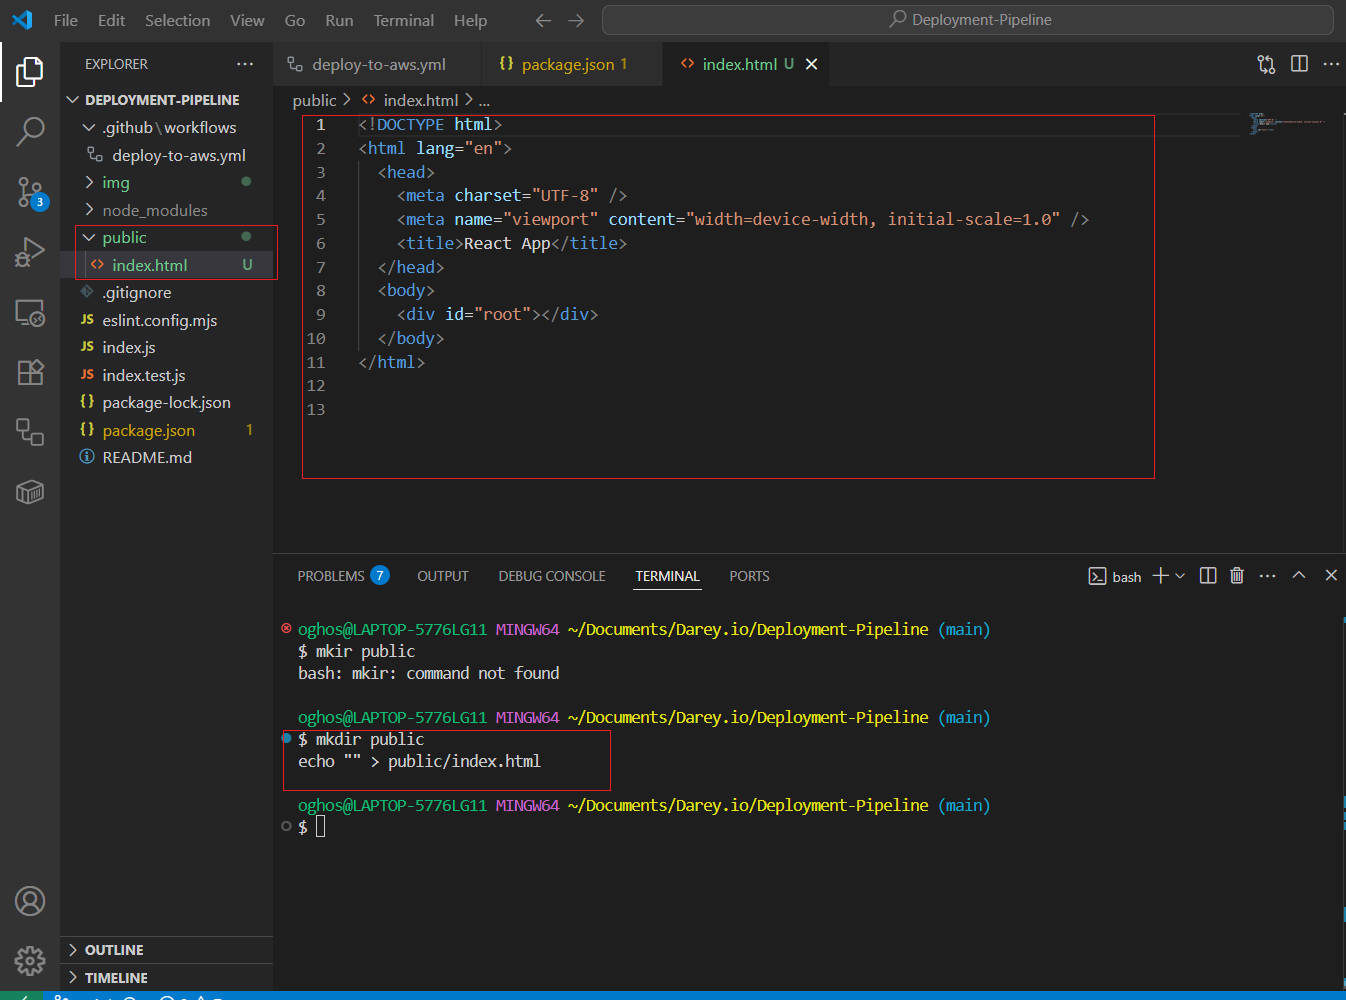 File Edit Selection View Go Run Terminal Help
Deployment-Pipeline
EXPLORER
DEPLOYMENT-PIPELINE
.github\workflows
deploy-to-aws.yml
img
node_modules
public
index.html U
.gitignore
JS eslint.config.mjs
JS index.js
JS index.test.js
{} package-lock.json
{} package.json 1
README.md
OUTLINE
TIMELINE
3
deploy-to-aws.yml {} package.json 1 <> index.html U
public > <> index.html > ...
1 <!DOCTYPE html>
2 <html lang="en">
3 <head>
4 <meta charset="UTF-8" />
5 <meta name="viewport" content="width=device-width, initial-scale=1.0" />
6 <title>React App</title>
7 </head>
8 <body>
9 <div id="root"></div>
10 </body>
11 </html>
12
13
PROBLEMS 7 OUTPUT DEBUG CONSOLE TERMINAL PORTS
bash
oghos@LAPTOP-5776LG11 MINGW64 ~/Documents/Darey.io/Deployment-Pipeline (main)
$ mkir public
bash: mkir: command not found
oghos@LAPTOP-5776LG11 MINGW64 ~/Documents/Darey.io/Deployment-Pipeline (main)
$ mkdir public
echo "" > public/index.html
oghos@LAPTOP-5776LG11 MINGW64 ~/Documents/Darey.io/Deployment-Pipeline (main)
$